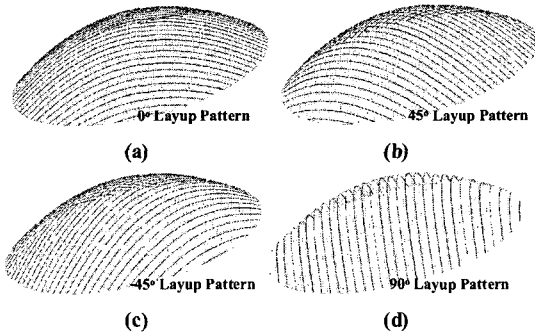 0° Layup Pattern
45° Layup Pattern
(a)
(b)
-45° Layup Pattern
90° Layup Pattern
(c)
(d)